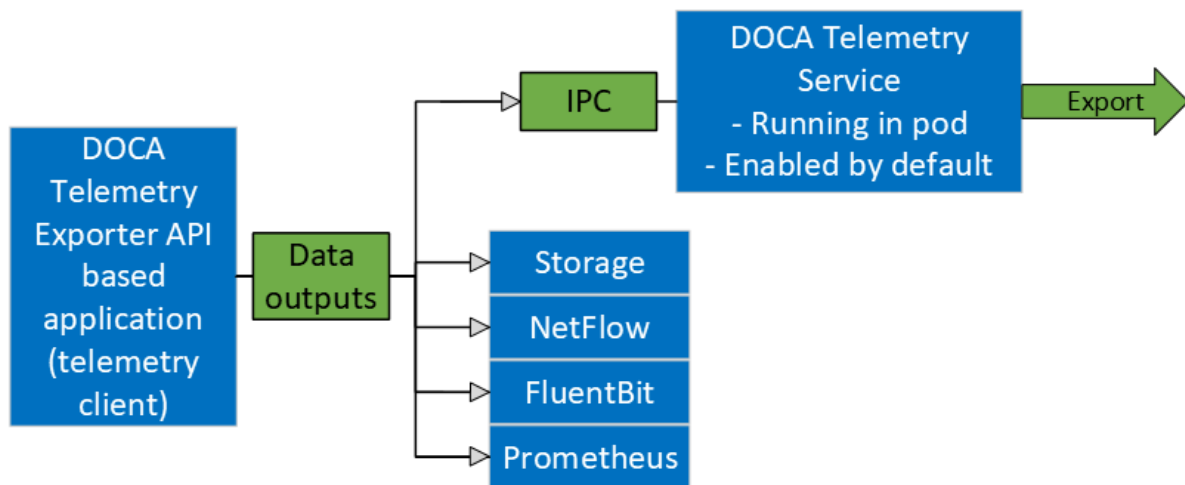 DOCA
Telemetry
Exporter API
based
application
(telemetry
client)
Data
outputs
IPC
DOCA Telemetry
Service
- Running in pod
- Enabled by default
Export
Storage
NetFlow
FluentBit
Prometheus